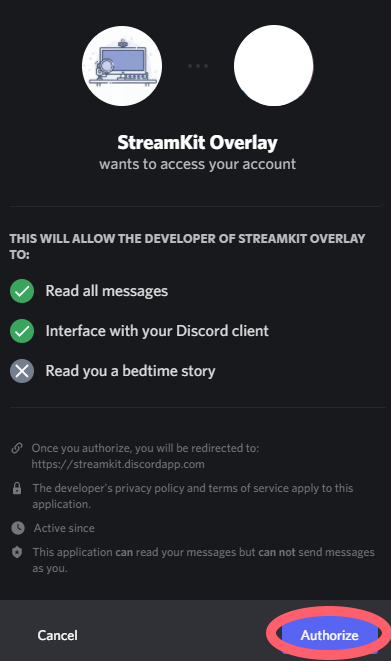 StreamKit Overlay
wants to access your account
THIS WILL ALLOW THE DEVELOPER OF STREAMKIT OVERLAY
TO:
Read all messages
Interface with your Discord client
Read you a bedtime story
Once you authorize, you will be redirected to:
https://streamkit.discordapp.com
The developer's privacy policy and terms of service apply to this
application.
Active since
This application can read your messages but can not send messages
as you.
Cancel
Authorize